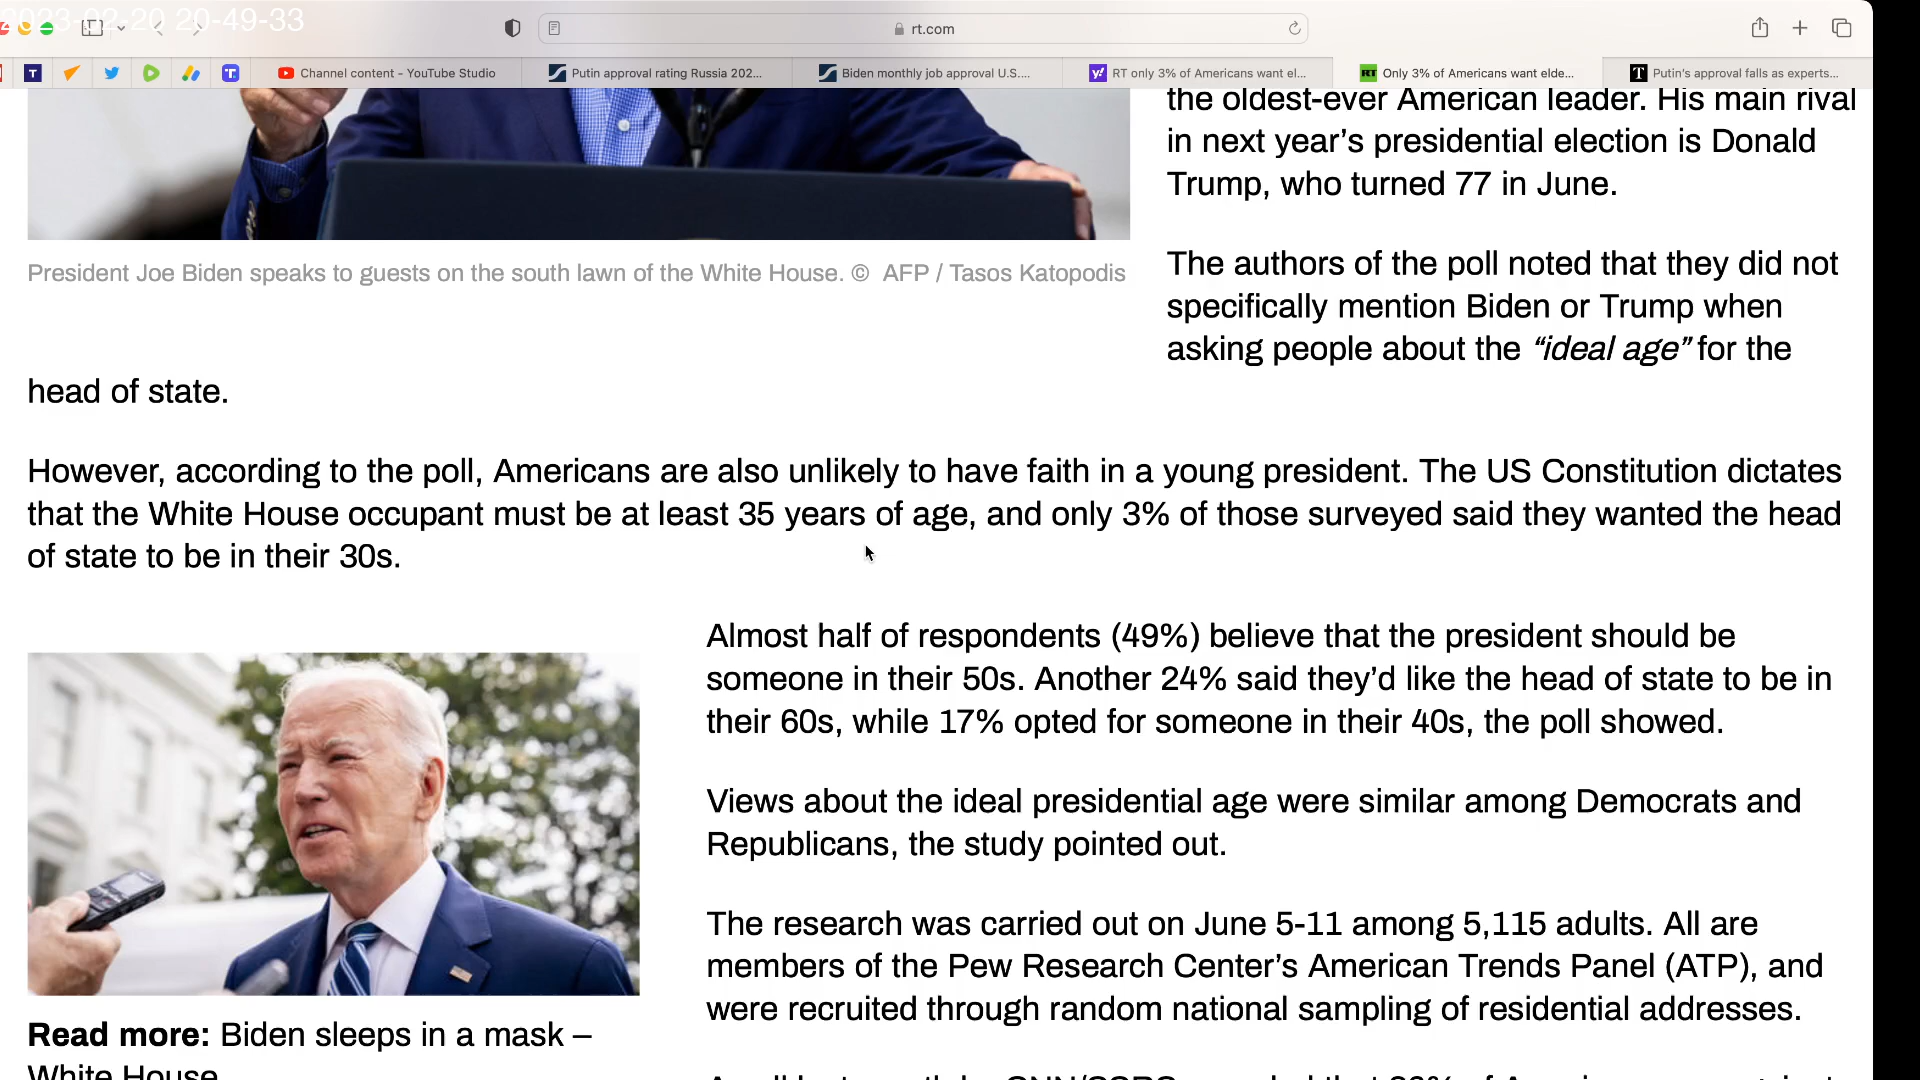 2023-02-20 20-49-33
rt.com
Channel content - YouTube Studio
Putin approval rating Russia 202...
Biden monthly job approval U.S....
RT only 3% of Americans want el...
Only 3% of Americans want elde...
Putin's approval falls as experts...
the oldest-ever American leader. His main rival
in next year’s presidential election is Donald
Trump, who turned 77 in June.
President Joe Biden speaks to guests on the south lawn of the White House. © AFP / Tasos Katopodis
The authors of the poll noted that they did not
specifically mention Biden or Trump when
asking people about the “ideal age” for the
head of state.
However, according to the poll, Americans are also unlikely to have faith in a young president. The US Constitution dictates
that the White House occupant must be at least 35 years of age, and only 3% of those surveyed said they wanted the head
of state to be in their 30s.
Almost half of respondents (49%) believe that the president should be
someone in their 50s. Another 24% said they’d like the head of state to be in
their 60s, while 17% opted for someone in their 40s, the poll showed.
Views about the ideal presidential age were similar among Democrats and
Republicans, the study pointed out.
The research was carried out on June 5-11 among 5,115 adults. All are
members of the Pew Research Center’s American Trends Panel (ATP), and
were recruited through random national sampling of residential addresses.
Read more: Biden sleeps in a mask –
White House